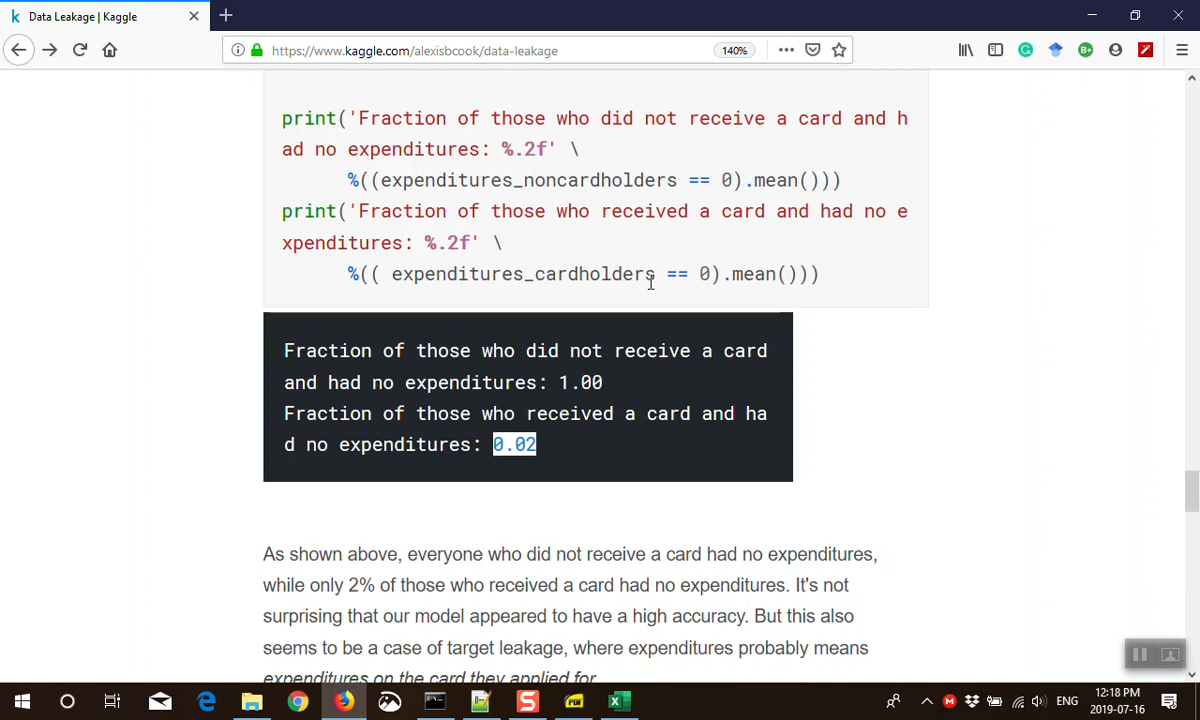 Data Leakage | Kaggle
https://www.kaggle.com/alexisbcook/data-leakage
140%
print('Fraction of those who did not receive a card and h
ad no expenditures: %.2f' \
%((expenditures_noncardholders == 0).mean()))
print('Fraction of those who received a card and had no e
xpenditures: %.2f' \
%(( expenditures_cardholders == 0).mean()))
Fraction of those who did not receive a card
and had no expenditures: 1.00
Fraction of those who received a card and ha
d no expenditures: 0.02
As shown above, everyone who did not receive a card had no expenditures,
while only 2% of those who received a card had no expenditures. It's not
surprising that our model appeared to have a high accuracy. But this also
seems to be a case of target leakage, where expenditures probably means
expenditures on the card they applied for.
ENG
12:18 PM
2019-07-16